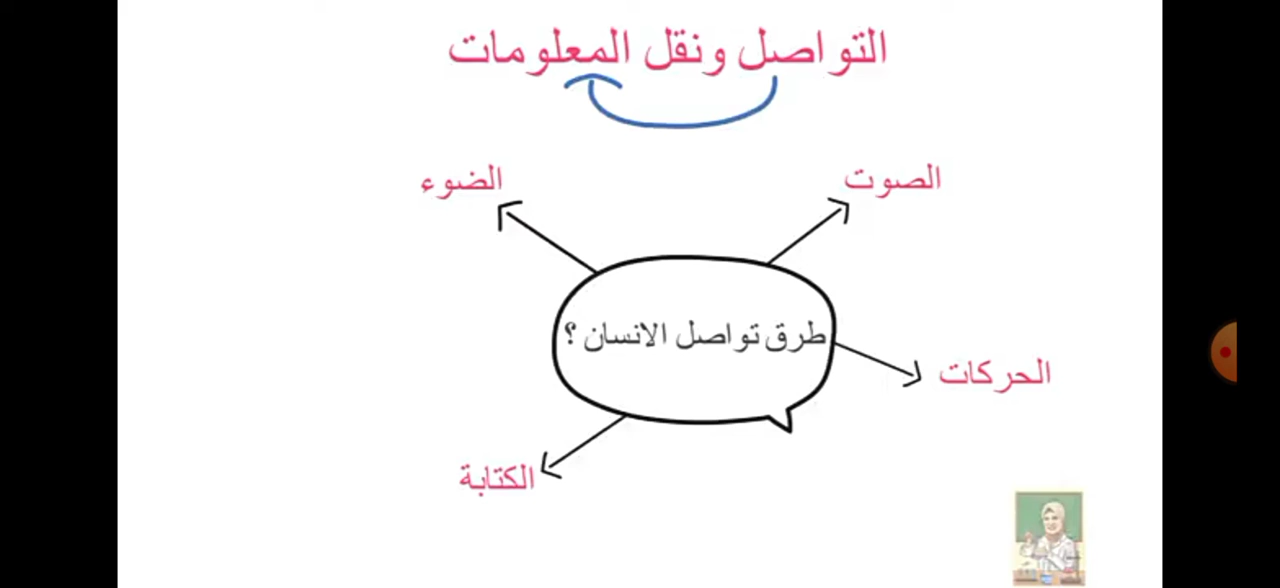 التواصل ونقل المعلومات
الصوت
الضوء
طرق تواصل الانسان ؟
الحركات
الكتابة